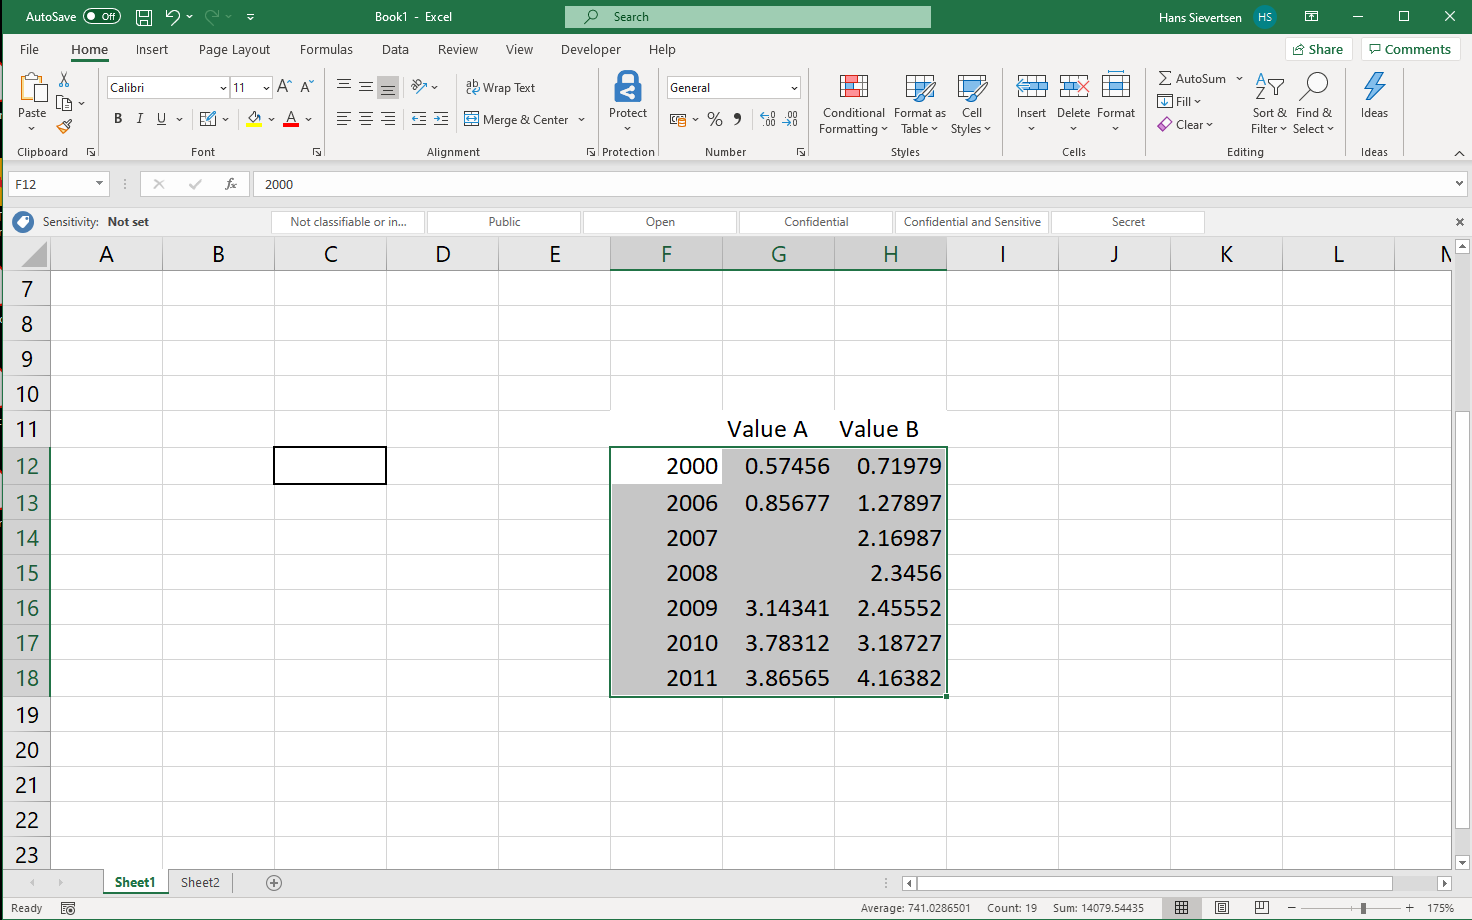 AutoSave Off Book1 - Excel Search Hans Sievertsen HS
File Home Insert Page Layout Formulas Data Review View Developer Help Share Comments
Calibri 11 A A ab Wrap Text General AutoSum
Paste B I U A Merge & Center Protect % Conditional Formatting Format as Table Cell Styles Insert Delete Format Fill Clear Sort & Filter Find & Select Ideas
Clipboard Font Alignment Protection Number Styles Cells Editing Ideas
F12 fx 2000
Sensitivity: Not set Not classifiable or in... Public Open Confidential Confidential and Sensitive Secret
A B C D E F G H I J K L
7
8
9
10
11 Value A Value B
12 2000 0.57456 0.71979
13 2006 0.85677 1.27897
14 2007 2.16987
15 2008 2.3456
16 2009 3.14341 2.45552
17 2010 3.78312 3.18727
18 2011 3.86565 4.16382
19
20
21
22
23
Sheet1 Sheet2
Ready Average: 741.0286501 Count: 19 Sum: 14079.54435 175%